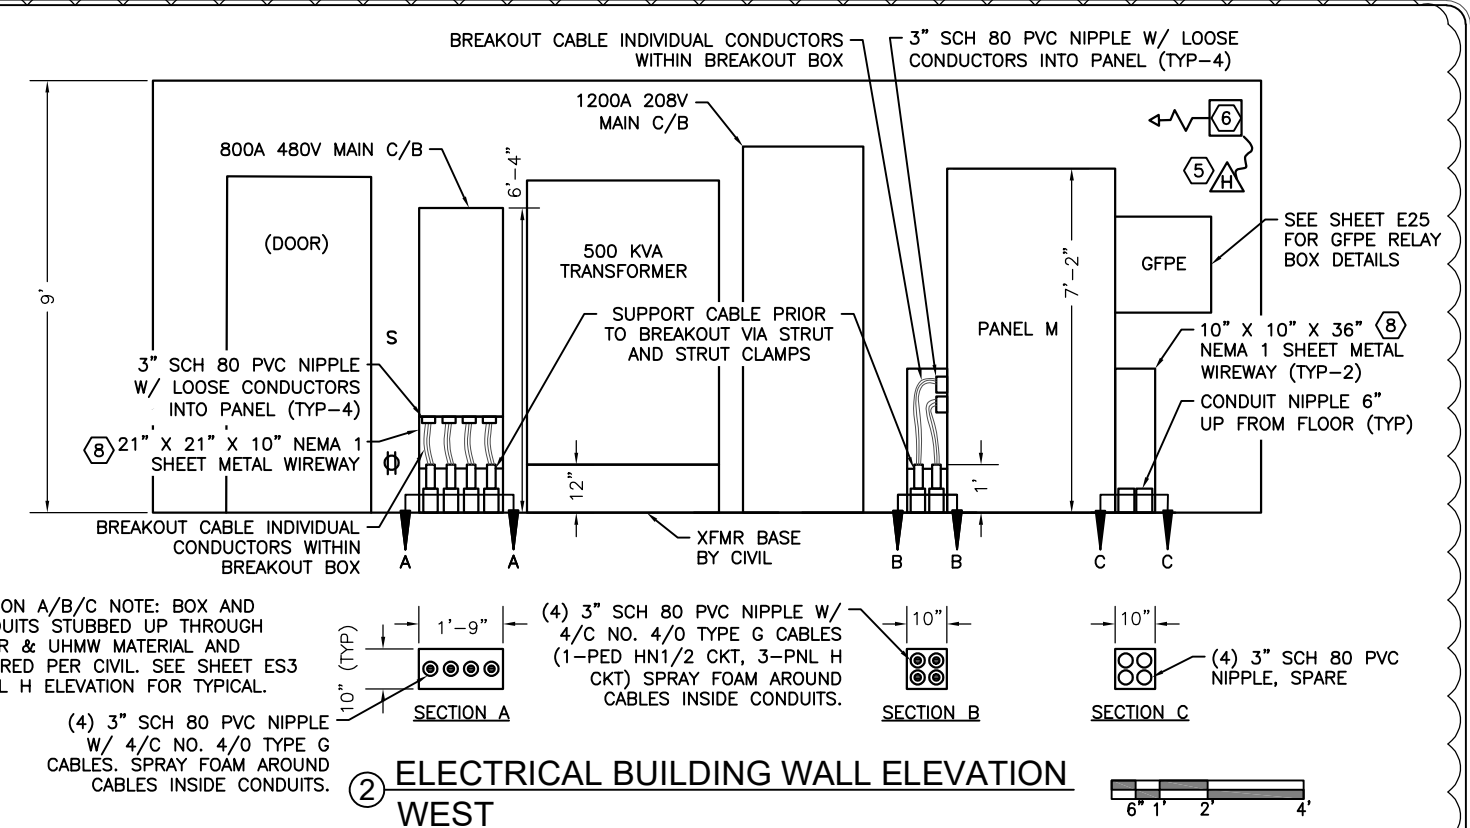 BREAKOUT CABLE INDIVIDUAL CONDUCTORS
WITHIN BREAKOUT BOX
3" SCH 80 PVC NIPPLE W/ LOOSE
CONDUCTORS INTO PANEL (TYP-4)
1200A 208V
MAIN C/B
800A 480V MAIN C/B
6'-4"
6
5
H
(DOOR)
500 KVA
TRANSFORMER
9'
7'-2"
GFPE
SEE SHEET E25
FOR GFPE RELAY
BOX DETAILS
SUPPORT CABLE PRIOR
TO BREAKOUT VIA STRUT
AND STRUT CLAMPS
PANEL M
S
10" X 10" X 36" 8
NEMA 1 SHEET METAL
WIREWAY (TYP-2)
3" SCH 80 PVC NIPPLE
W/ LOOSE CONDUCTORS
INTO PANEL (TYP-4)
CONDUIT NIPPLE 6"
UP FROM FLOOR (TYP)
8 21" X 21" X 10" NEMA 1
SHEET METAL WIREWAY
12"
1'
BREAKOUT CABLE INDIVIDUAL
CONDUCTORS WITHIN
BREAKOUT BOX
XFMR BASE
BY CIVIL
A A B B C C
ON A/B/C NOTE: BOX AND
UITS STUBBED UP THROUGH
R & UHMW MATERIAL AND
RED PER CIVIL. SEE SHEET ES3
L H ELEVATION FOR TYPICAL.
1'-9"
10" (TYP)
SECTION A
(4) 3" SCH 80 PVC NIPPLE
W/ 4/C NO. 4/0 TYPE G
CABLES. SPRAY FOAM AROUND
CABLES INSIDE CONDUITS.
(4) 3" SCH 80 PVC NIPPLE W/
4/C NO. 4/0 TYPE G CABLES
(1-PED HN1/2 CKT, 3-PNL H
CKT) SPRAY FOAM AROUND
CABLES INSIDE CONDUITS.
10"
SECTION B
10"
SECTION C
(4) 3" SCH 80 PVC
NIPPLE, SPARE
2 ELECTRICAL BUILDING WALL ELEVATION
WEST
6" 1' 2' 4'